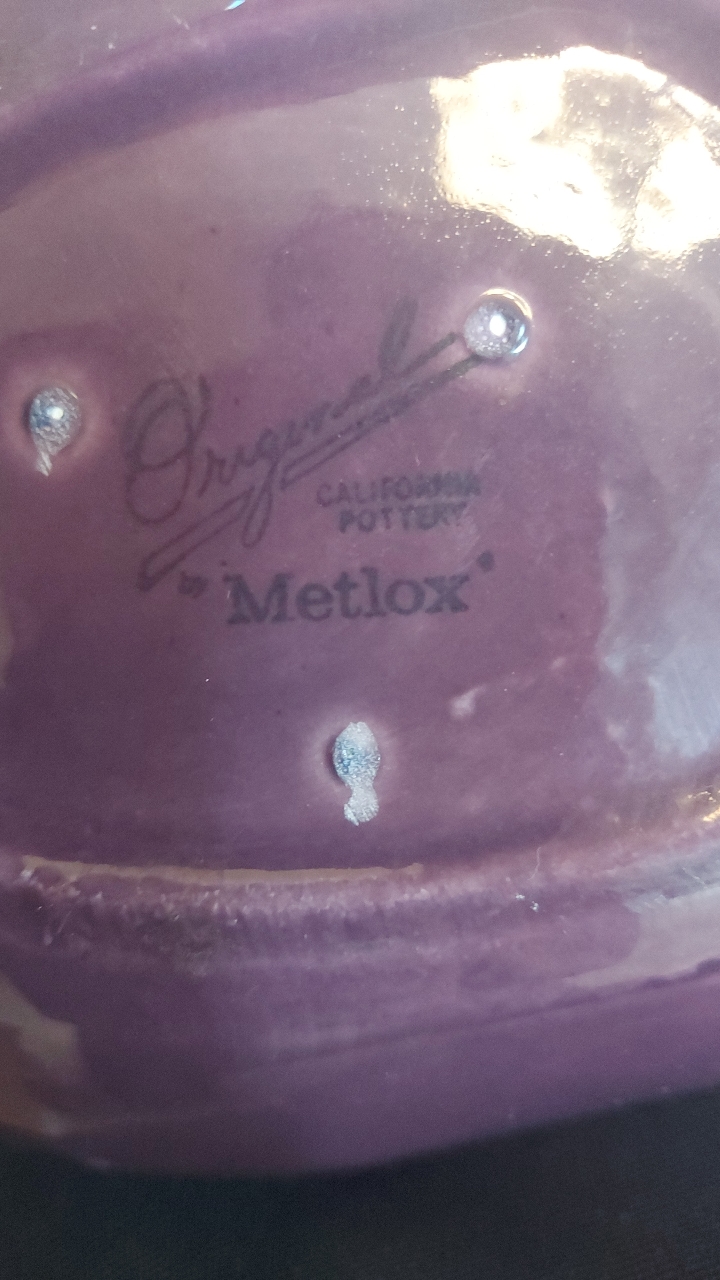 Original
CALIFORNIA
POTTERY
by "Metlox"